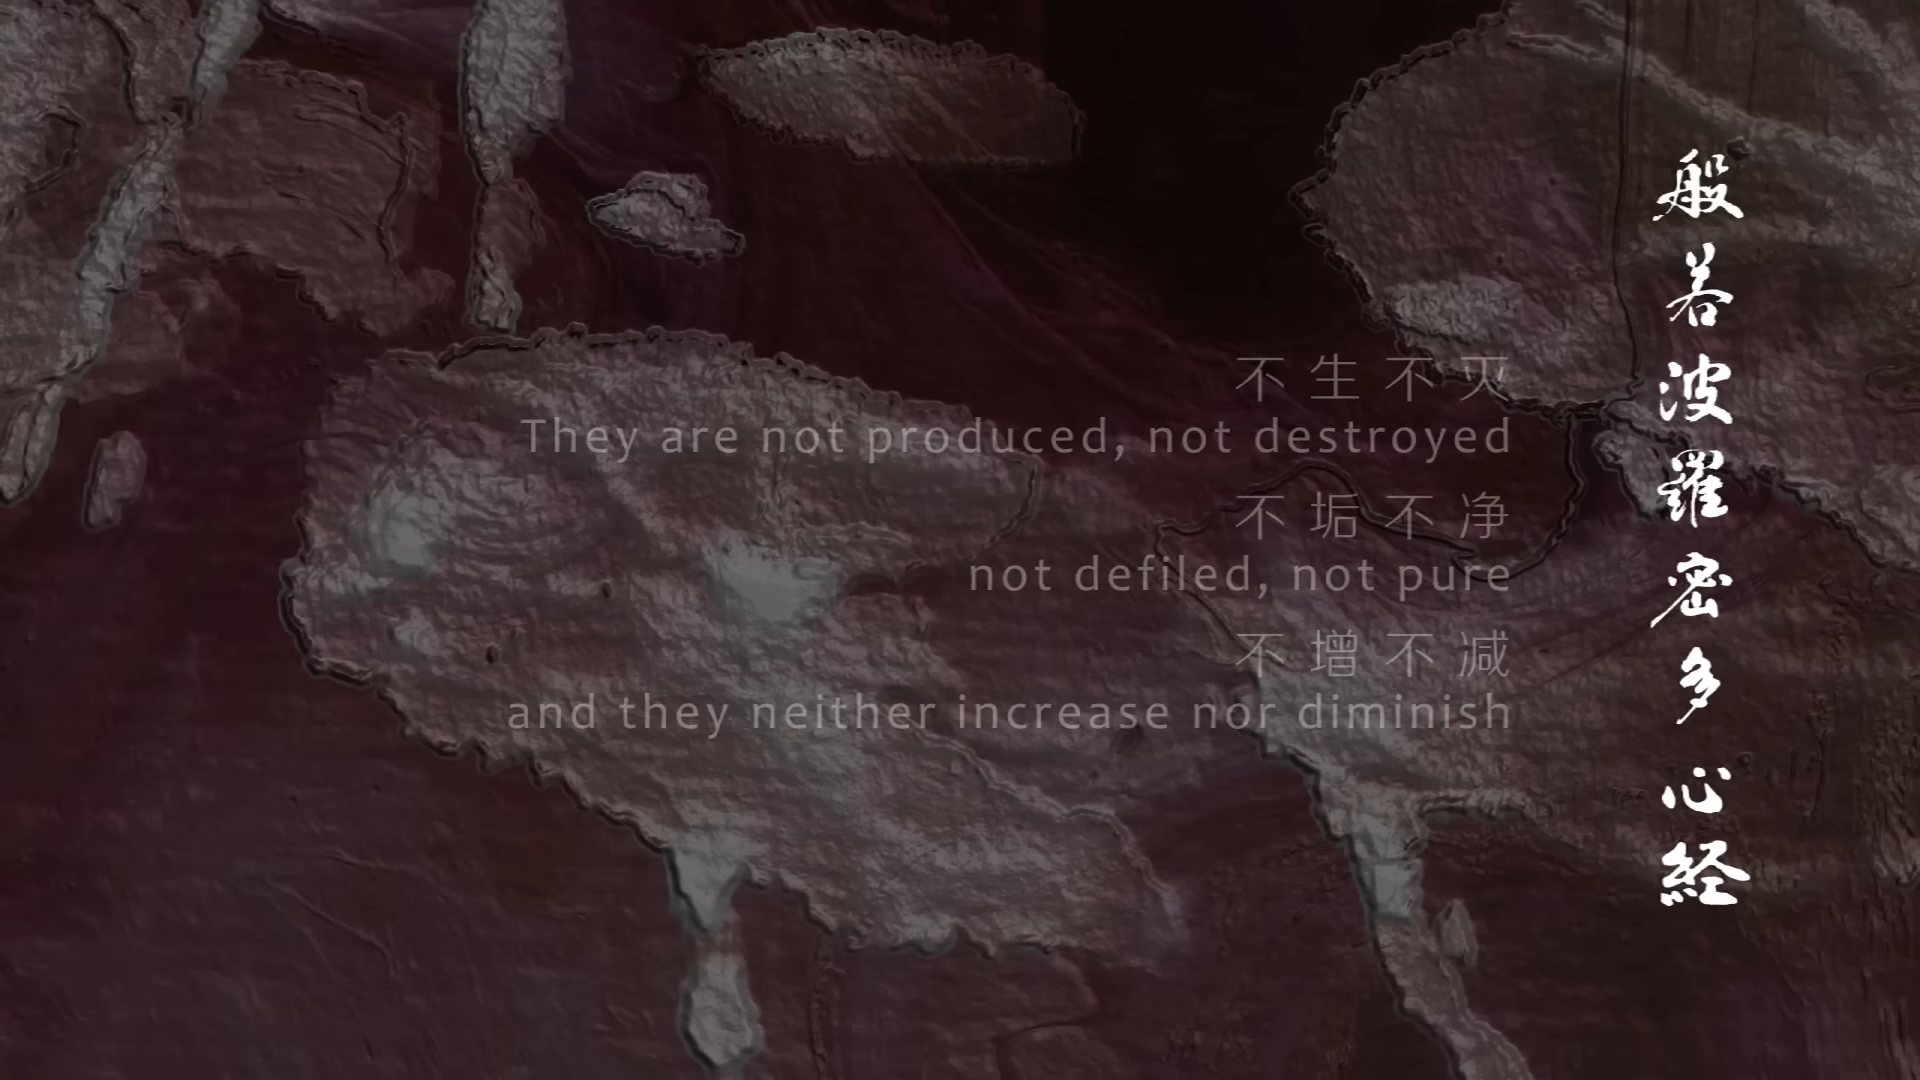 般若波羅密多心経
不生不灭
They are not produced, not destroyed
不垢不净
not defiled, not pure
不增不减
and they neither increase nor diminish